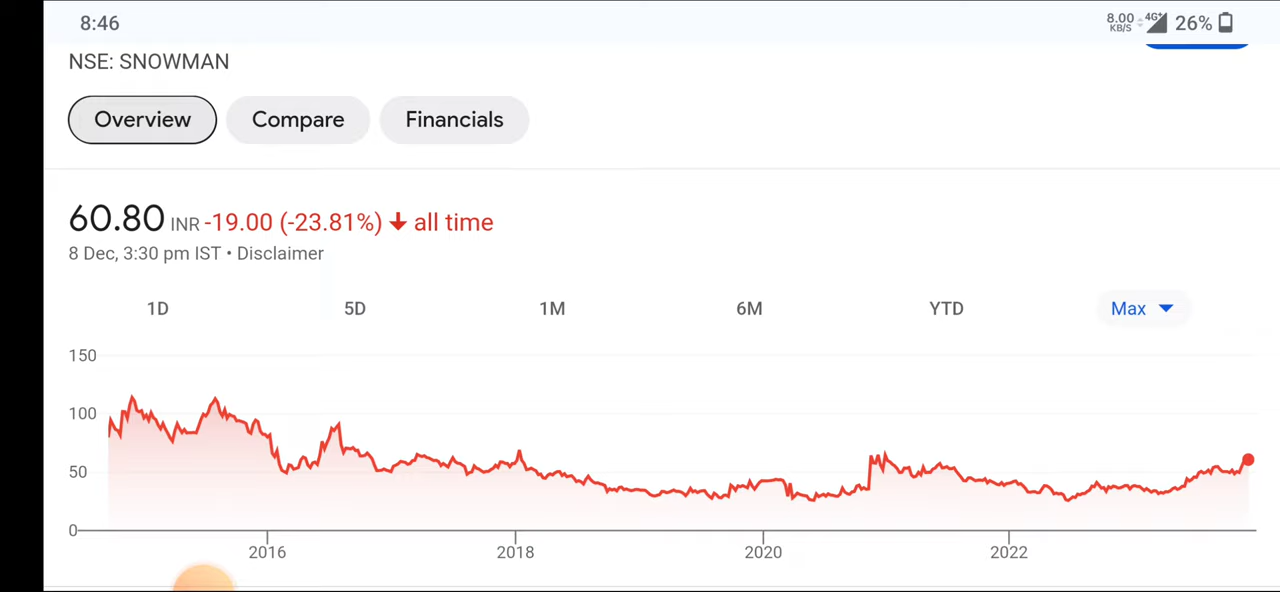 8:46 8.00 KB/S 4G+ 26%
NSE: SNOWMAN
Overview Compare Financials
60.80 INR -19.00 (-23.81%) all time
8 Dec, 3:30 pm IST • Disclaimer
1D 5D 1M 6M YTD Max
150
100
50
0
2016 2018 2020 2022